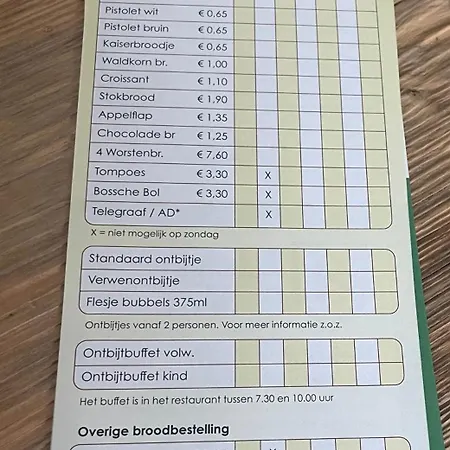 Pistolet wit € 0,65
Pistolet bruin € 0,65
Kaiserbroodje € 0,65
Waldkorn br. € 1,00
Croissant € 1,10
Stokbrood € 1,90
Appelflap € 1,35
Chocolade br € 1,25
4 Worstenbr. € 7,60
Tompoes € 3,30 X
Bossche Bol € 3,30 X
Telegraaf / AD* X
X = niet mogelijk op zondag
Standaard ontbijtje
Verwenontbijtje
Flesje bubbels 375ml
Ontbijtjes vanaf 2 personen. Voor meer informatie z.o.z.
Ontbijtbuffet volw.
Ontbijtbuffet kind
Het buffet is in het restaurant tussen 7.30 en 10.00 uur
Overige broodbestelling